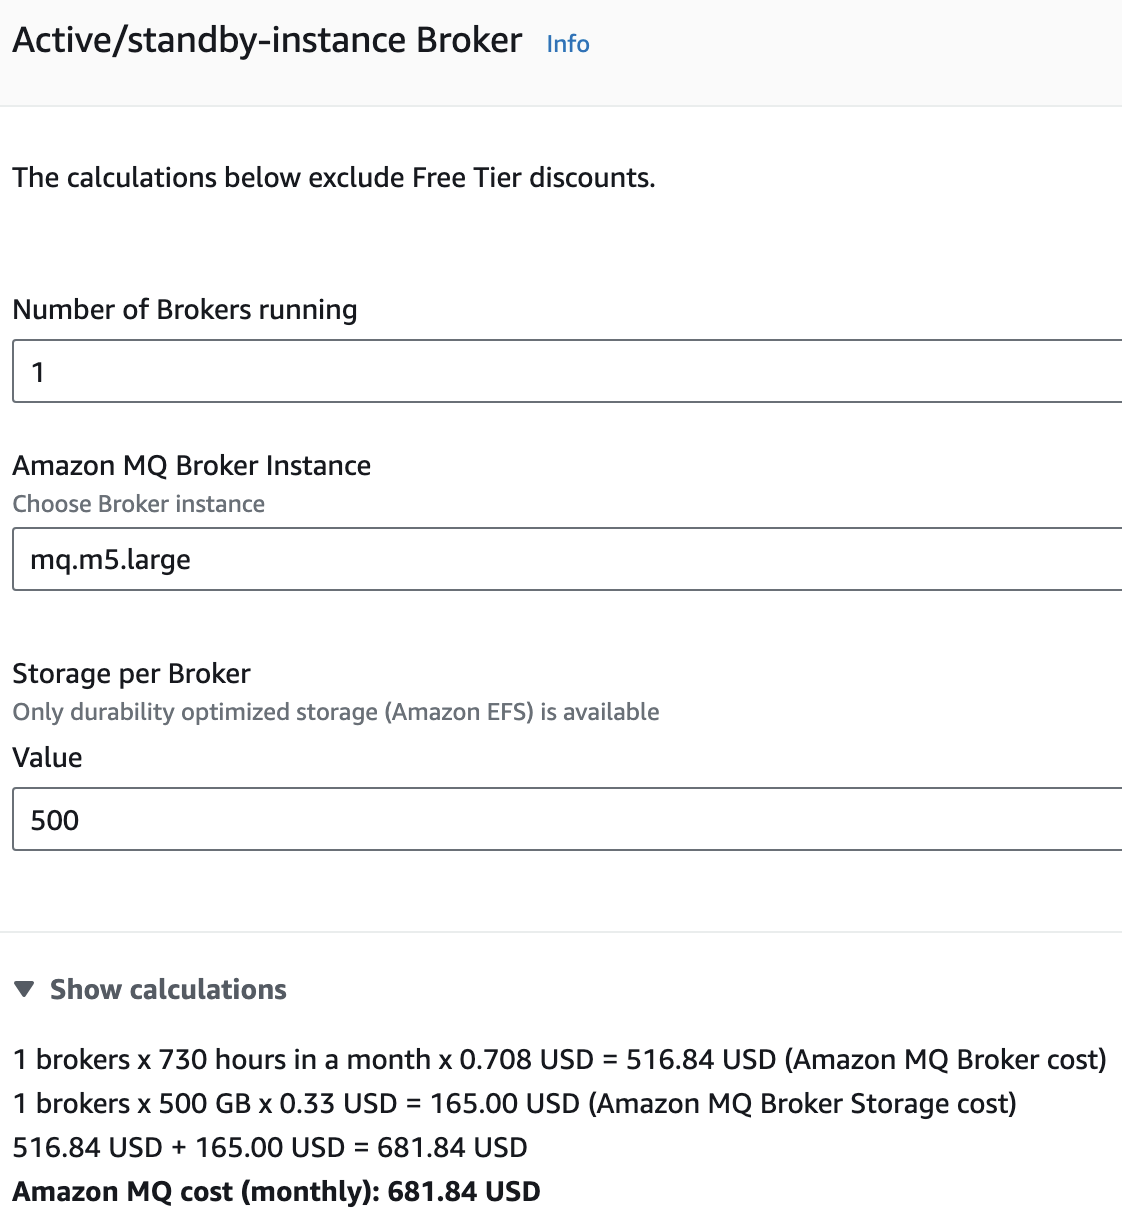 Active/standby-instance Broker Info
The calculations below exclude Free Tier discounts.
Number of Brokers running
1
Amazon MQ Broker Instance
Choose Broker instance
mq.m5.large
Storage per Broker
Only durability optimized storage (Amazon EFS) is available
Value
500
Show calculations
1 brokers x 730 hours in a month x 0.708 USD = 516.84 USD (Amazon MQ Broker cost)
1 brokers x 500 GB x 0.33 USD = 165.00 USD (Amazon MQ Broker Storage cost)
516.84 USD + 165.00 USD = 681.84 USD
Amazon MQ cost (monthly): 681.84 USD